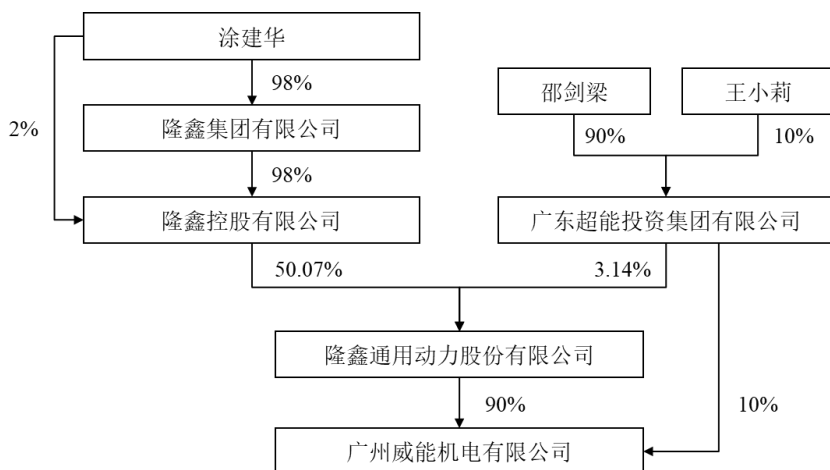 涂建华
98%
邵剑梁
王小莉
2%
隆鑫集团有限公司
90%
10%
98%
隆鑫控股有限公司
广东超能投资集团有限公司
50.07%
3.14%
隆鑫通用动力股份有限公司
90%
10%
广州威能机电有限公司